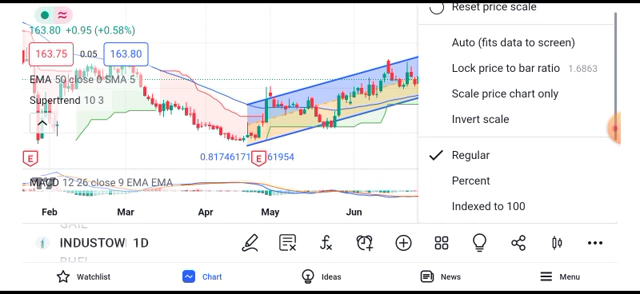 Reset price scale
163.80 +0.95 (+0.58%)
163.75 0.05 163.80
Auto (fits data to screen)
Lock price to bar ratio 1.6863
EMA 50 close 0 SMA 5
Scale price chart only
Supertrend 10 3
Invert scale
E E
0.81746171 61954
Regular
MACD 12 26 close 9 EMA EMA
Percent
Feb Mar Apr May Jun
Indexed to 100
INDUSTOW 1D
Watchlist Chart Ideas News Menu